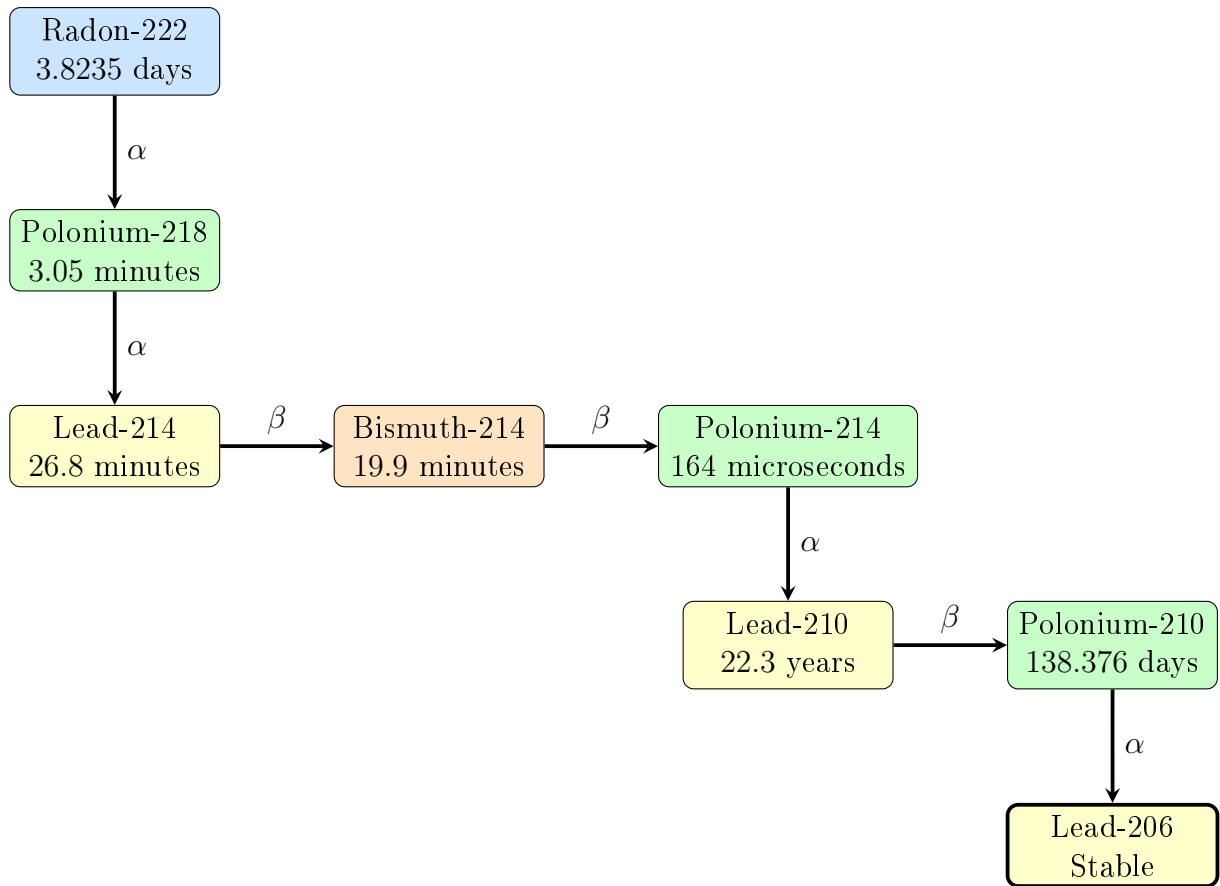 Radon-222
3.8235 days
α
Polonium-218
3.05 minutes
α
Lead-214
26.8 minutes
β
Bismuth-214
19.9 minutes
β
Polonium-214
164 microseconds
α
Lead-210
22.3 years
β
Polonium-210
138.376 days
α
Lead-206
Stable